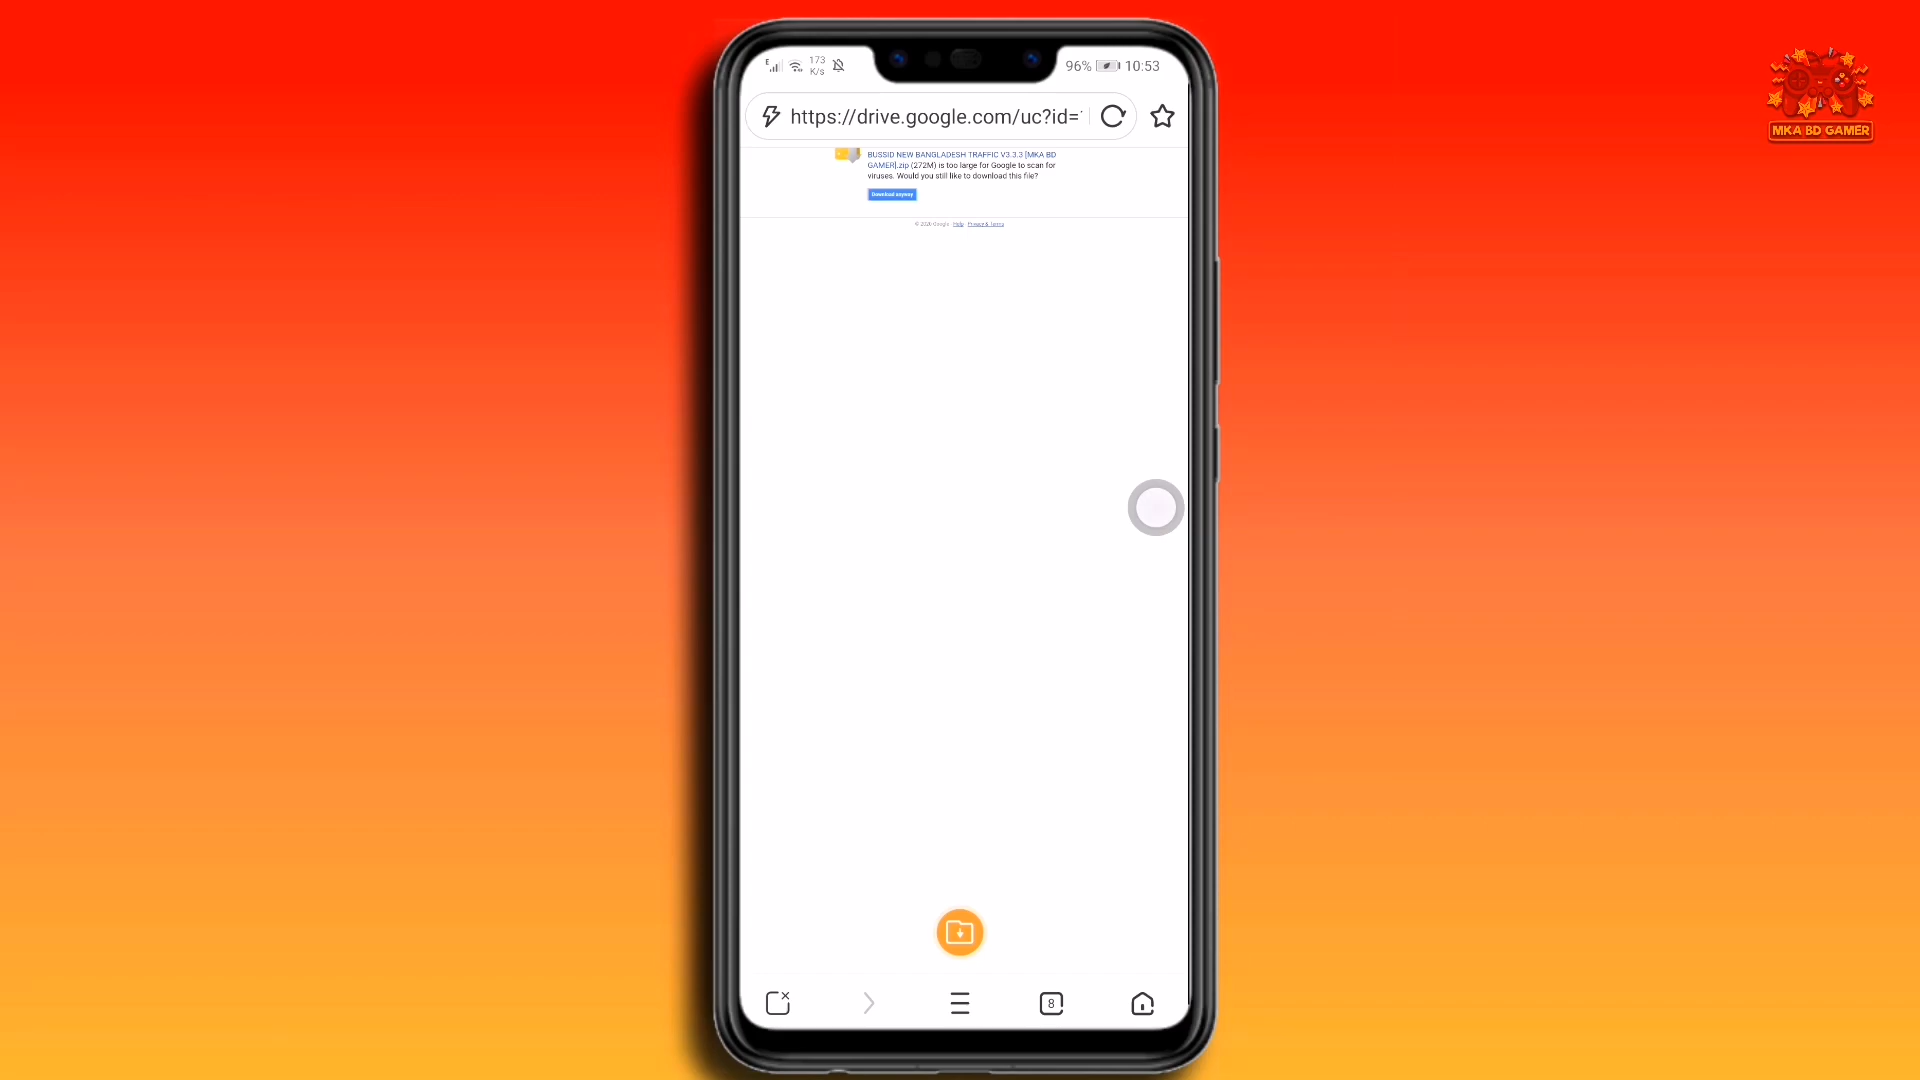 E
173
K/s
96%
10:53
https://drive.google.com/uc?id=
BUSSID NEW BANGLADESH TRAFFIC V3.3.3 [MKA BD
GAMER].zip (272M) is too large for Google to scan for
viruses. Would you still like to download this file?
Download anyway
© 2026 Google Help Privacy & Terms
8
MKA BD GAMER